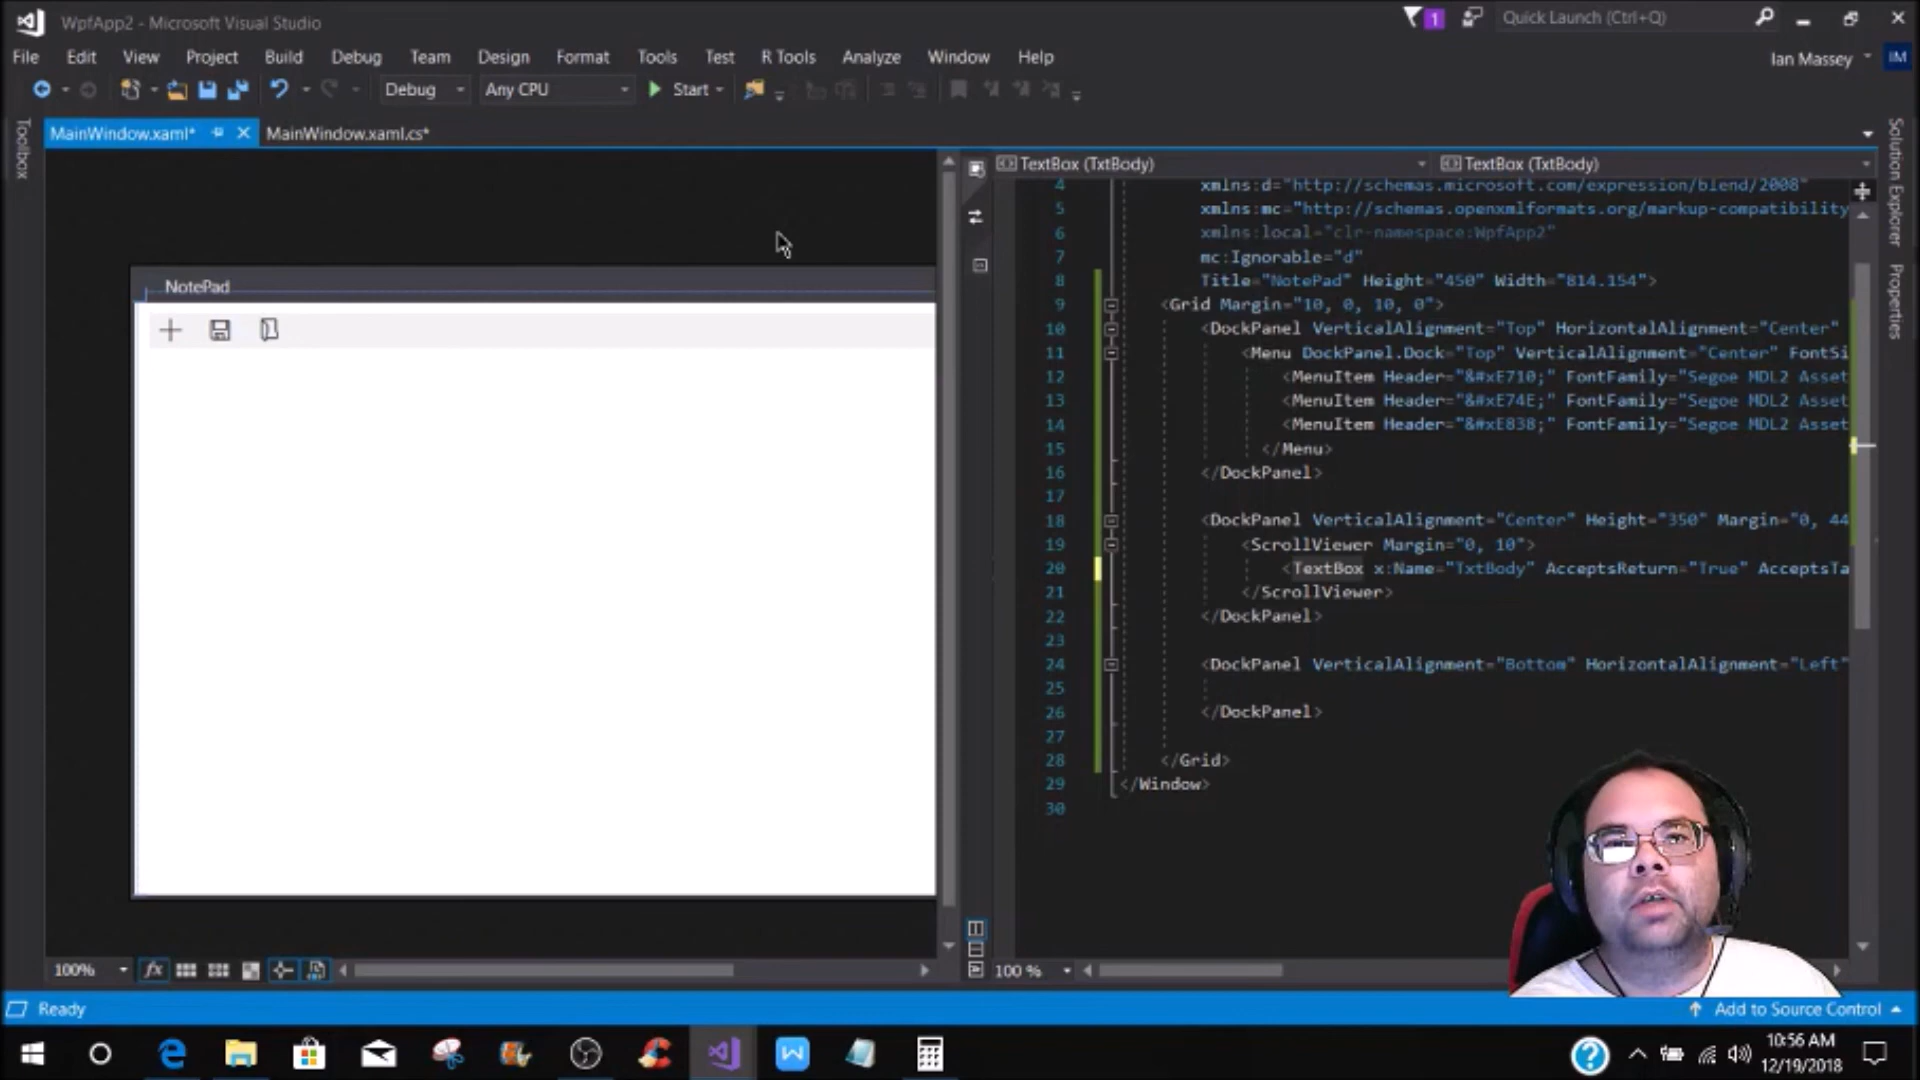 WpfApp2 - Microsoft Visual Studio
1
Quick Launch (Ctrl+Q)
File Edit View Project Build Debug Team Design Format Tools Test R Tools Analyze Window Help
Ian Massey
IM
Debug
Any CPU
Start
Toolbox
MainWindow.xaml*
MainWindow.xaml.cs*
Solution Explorer
Properties
NotePad
TextBox (TxtBody)
TextBox (TxtBody)
4 xmlns:d="http://schemas.microsoft.com/expression/blend/2008"
5 xmlns:mc="http://schemas.openxmlformats.org/markup-compatibility
6 xmlns:local="clr-namespace:WpfApp2"
7 mc:Ignorable="d"
8 Title="NotePad" Height="450" Width="814.154">
9 <Grid Margin="10, 0, 10, 0">
10 <DockPanel VerticalAlignment="Top" HorizontalAlignment="Center"
11 <Menu DockPanel.Dock="Top" VerticalAlignment="Center" FontSi
12 <MenuItem Header="&#xE710;" FontFamily="Segoe MDL2 Asset
13 <MenuItem Header="&#xE74E;" FontFamily="Segoe MDL2 Asset
14 <MenuItem Header="&#xE838;" FontFamily="Segoe MDL2 Asset
15 </Menu>
16 </DockPanel>
17
18 <DockPanel VerticalAlignment="Center" Height="350" Margin="0, 44
19 <ScrollViewer Margin="0, 10">
20 <TextBox x:Name="TxtBody" AcceptsReturn="True" AcceptsTa
21 </ScrollViewer>
22 </DockPanel>
23
24 <DockPanel VerticalAlignment="Bottom" HorizontalAlignment="Left"
25
26 </DockPanel>
27
28 </Grid>
29 </Window>
30
100%
fx
100 %
Ready
Add to Source Control
10:56 AM
12/19/2018